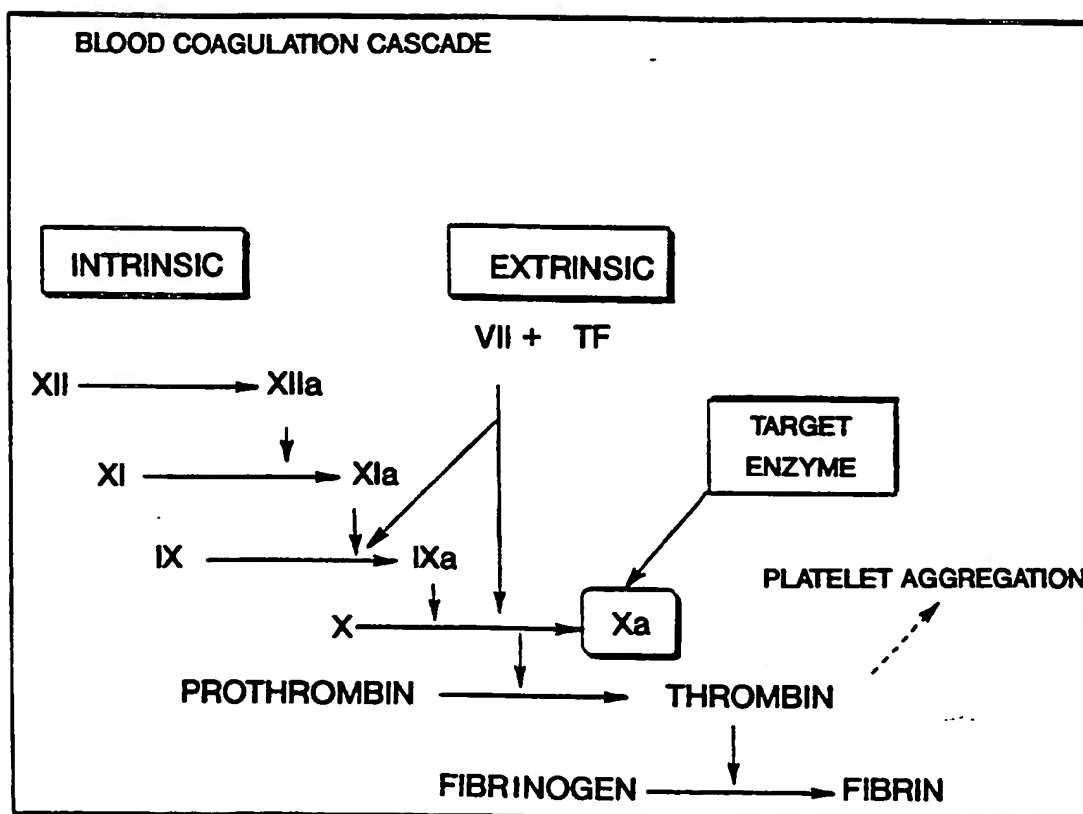 BLOOD COAGULATION CASCADE
INTRINSIC
EXTRINSIC
VII + TF
XII
XIIa
TARGET
ENZYME
XI
XIa
IX
IXa
PLATELET AGGREGATION
X
Xa
PROTHROMBIN
THROMBIN
FIBRINOGEN
FIBRIN